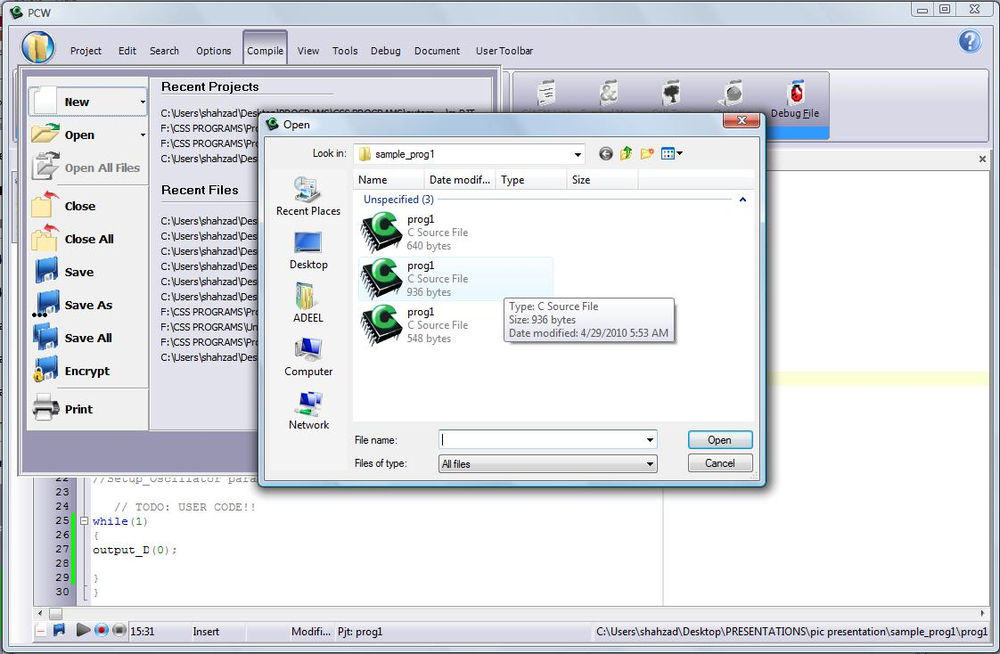 PCW
Project Edit Search Options Compile View Tools Debug Document User Toolbar
New
Open
Open All Files
Close
Close All
Save
Save As
Save All
Encrypt
Print
Recent Projects
C:\Users\shahzad\Desktop\PROGRAMS\CSS PROGRAMS\
F:\CSS PROGRAMS\Pro
F:\CSS PROGRAMS\Pro
C:\Users\shahzad\Des
Recent Files
C:\Users\shahzad\Des
C:\Users\shahzad\Des
C:\Users\shahzad\Des
C:\Users\shahzad\Des
C:\Users\shahzad\Des
C:\Users\shahzad\Des
F:\CSS PROGRAMS\Pro
F:\CSS PROGRAMS\Un
F:\CSS PROGRAMS\Pro
C:\Users\shahzad\Des
Debug File
Open
Look in: sample_prog1
Recent Places
Desktop
ADEEL
Computer
Network
Name Date modif... Type Size
Unspecified (3)
prog1
C Source File
640 bytes
prog1
C Source File
936 bytes
prog1
C Source File
548 bytes
Type: C Source File
Size: 936 bytes
Date modified: 4/29/2010 5:53 AM
File name:
Open
Files of type: All files
Cancel
22 //Setup_Oscillator para
23
24 // TODO: USER CODE!!
25 while(1)
26 {
27 output_D(0);
28
29 }
30 }
15:31 Insert Modifi... Pjt: prog1 C:\Users\shahzad\Desktop\PRESENTATIONS\pic presentation\sample_prog1\prog1